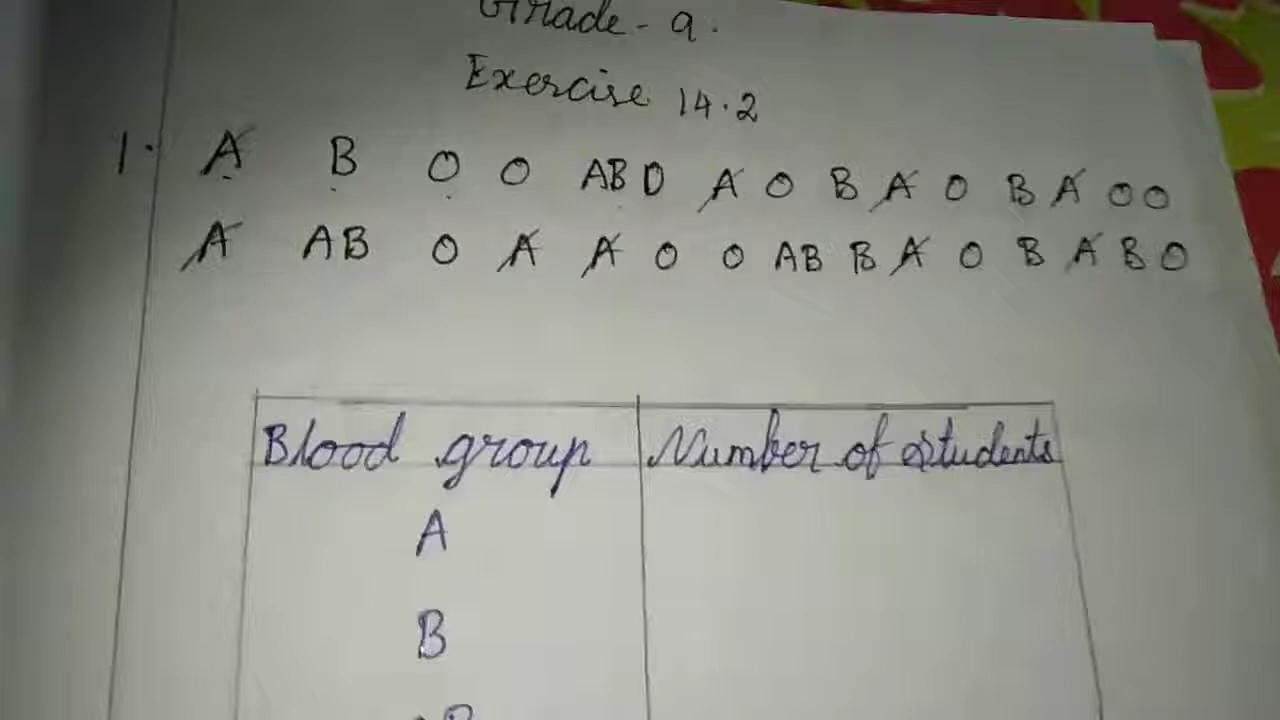 Grade - 9.
Exercise 14.2
1. A B O O AB O A O B A O B A O O
A AB O A A O O AB B A O B A B O
Blood group Number of students
A
B